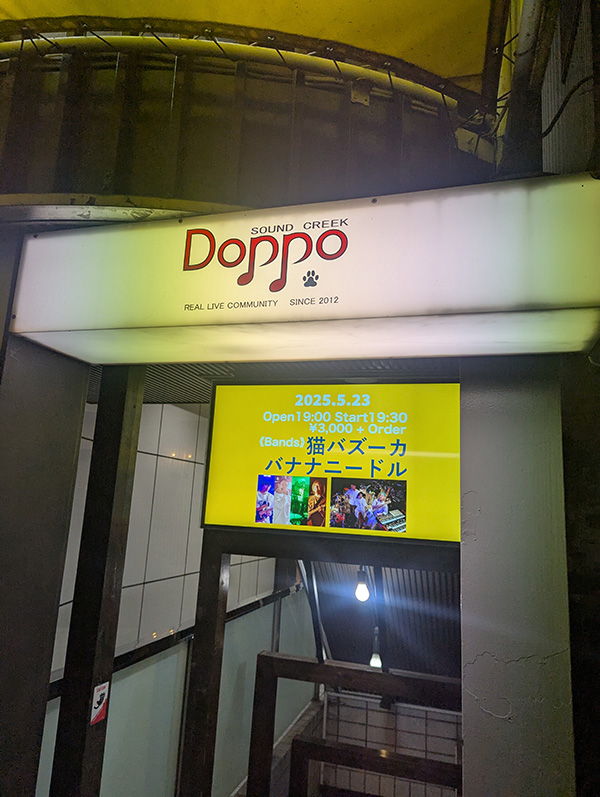 SOUND CREEK
Doppo
REAL LIVE COMMUNITY SINCE 2012
2025.5.23
Open19:00 Start19:30
¥3,000 + Order
《Bands》猫バズーカ
バナナニードル